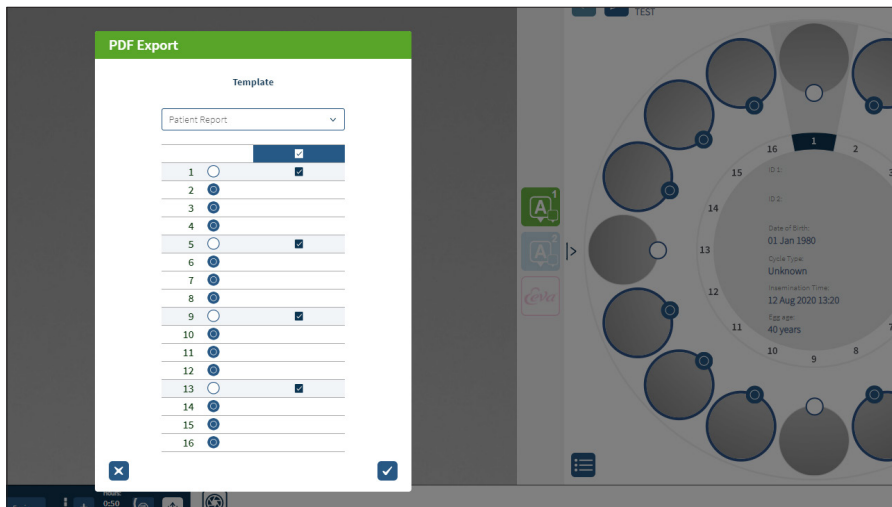 PDF Export
Template
Patient Report
1
2
3
4
5
6
7
8
9
10
11
12
13
14
15
16
TEST
A 1
A 2
Eeva
16 1 2
15
14
13
12
11
10 9 8
ID 1:
ID 2:
Date of Birth:
01 Jan 1980
Cycle Type:
Unknown
Insemination Time:
12 Aug 2020 13:20
Egg age:
40 years
0:50